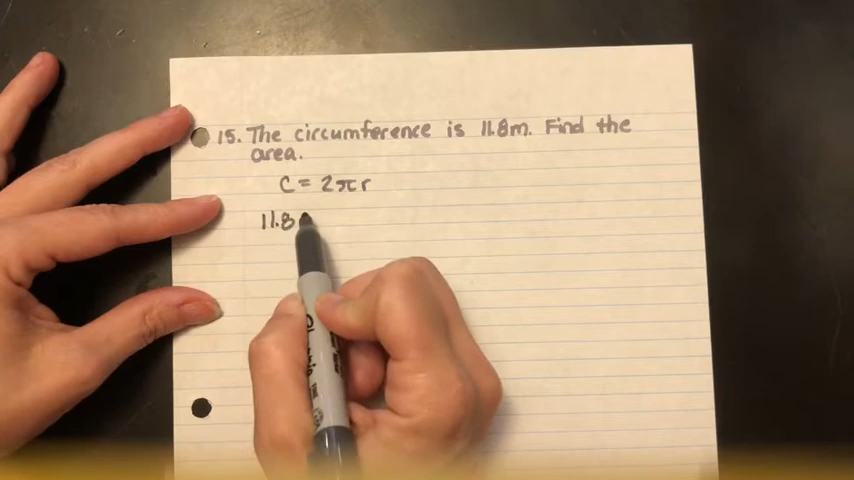 15. The circumference is 11.8m. Find the
area.
C = 2πr
11.8